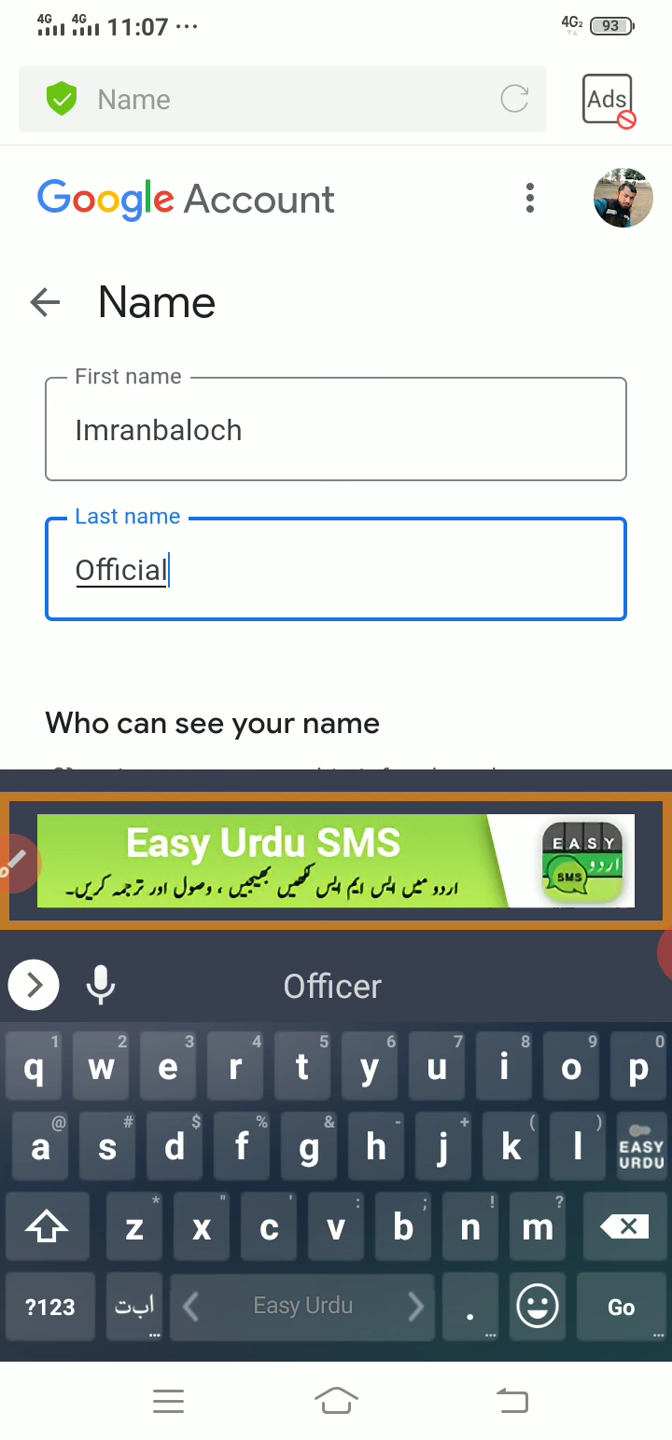 4G 4G 11:07 ... 4G2 93
Name Ads
Google Account
Name
First name
Imranbaloch
Last name
Official
Who can see your name
Easy Urdu SMS
اردو میں ایس ایم ایس لکھیں بھیجیں ، وصول اور ترجمہ کریں۔
EASY
اردو
SMS
Officer
1 2 3 4 5 6 7 8 9 0
q w e r t y u i o p
@ # $ % & - + ( )
a s d f g h j k l EASY URDU
* " ' : ; ! ?
z x c v b n m
?123 اب‌ت ... Easy Urdu . ... Go ...